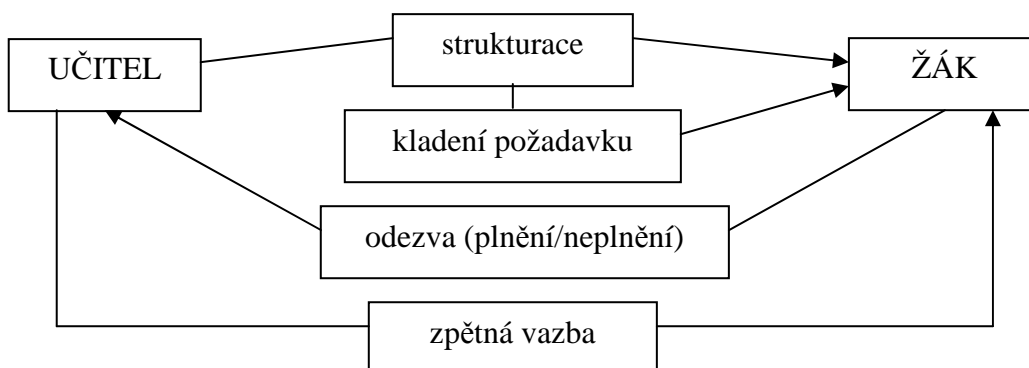 strukturace
UČITEL
ŽÁK
kladení požadavku
odezva (plnění/neplnění)
zpětná vazba